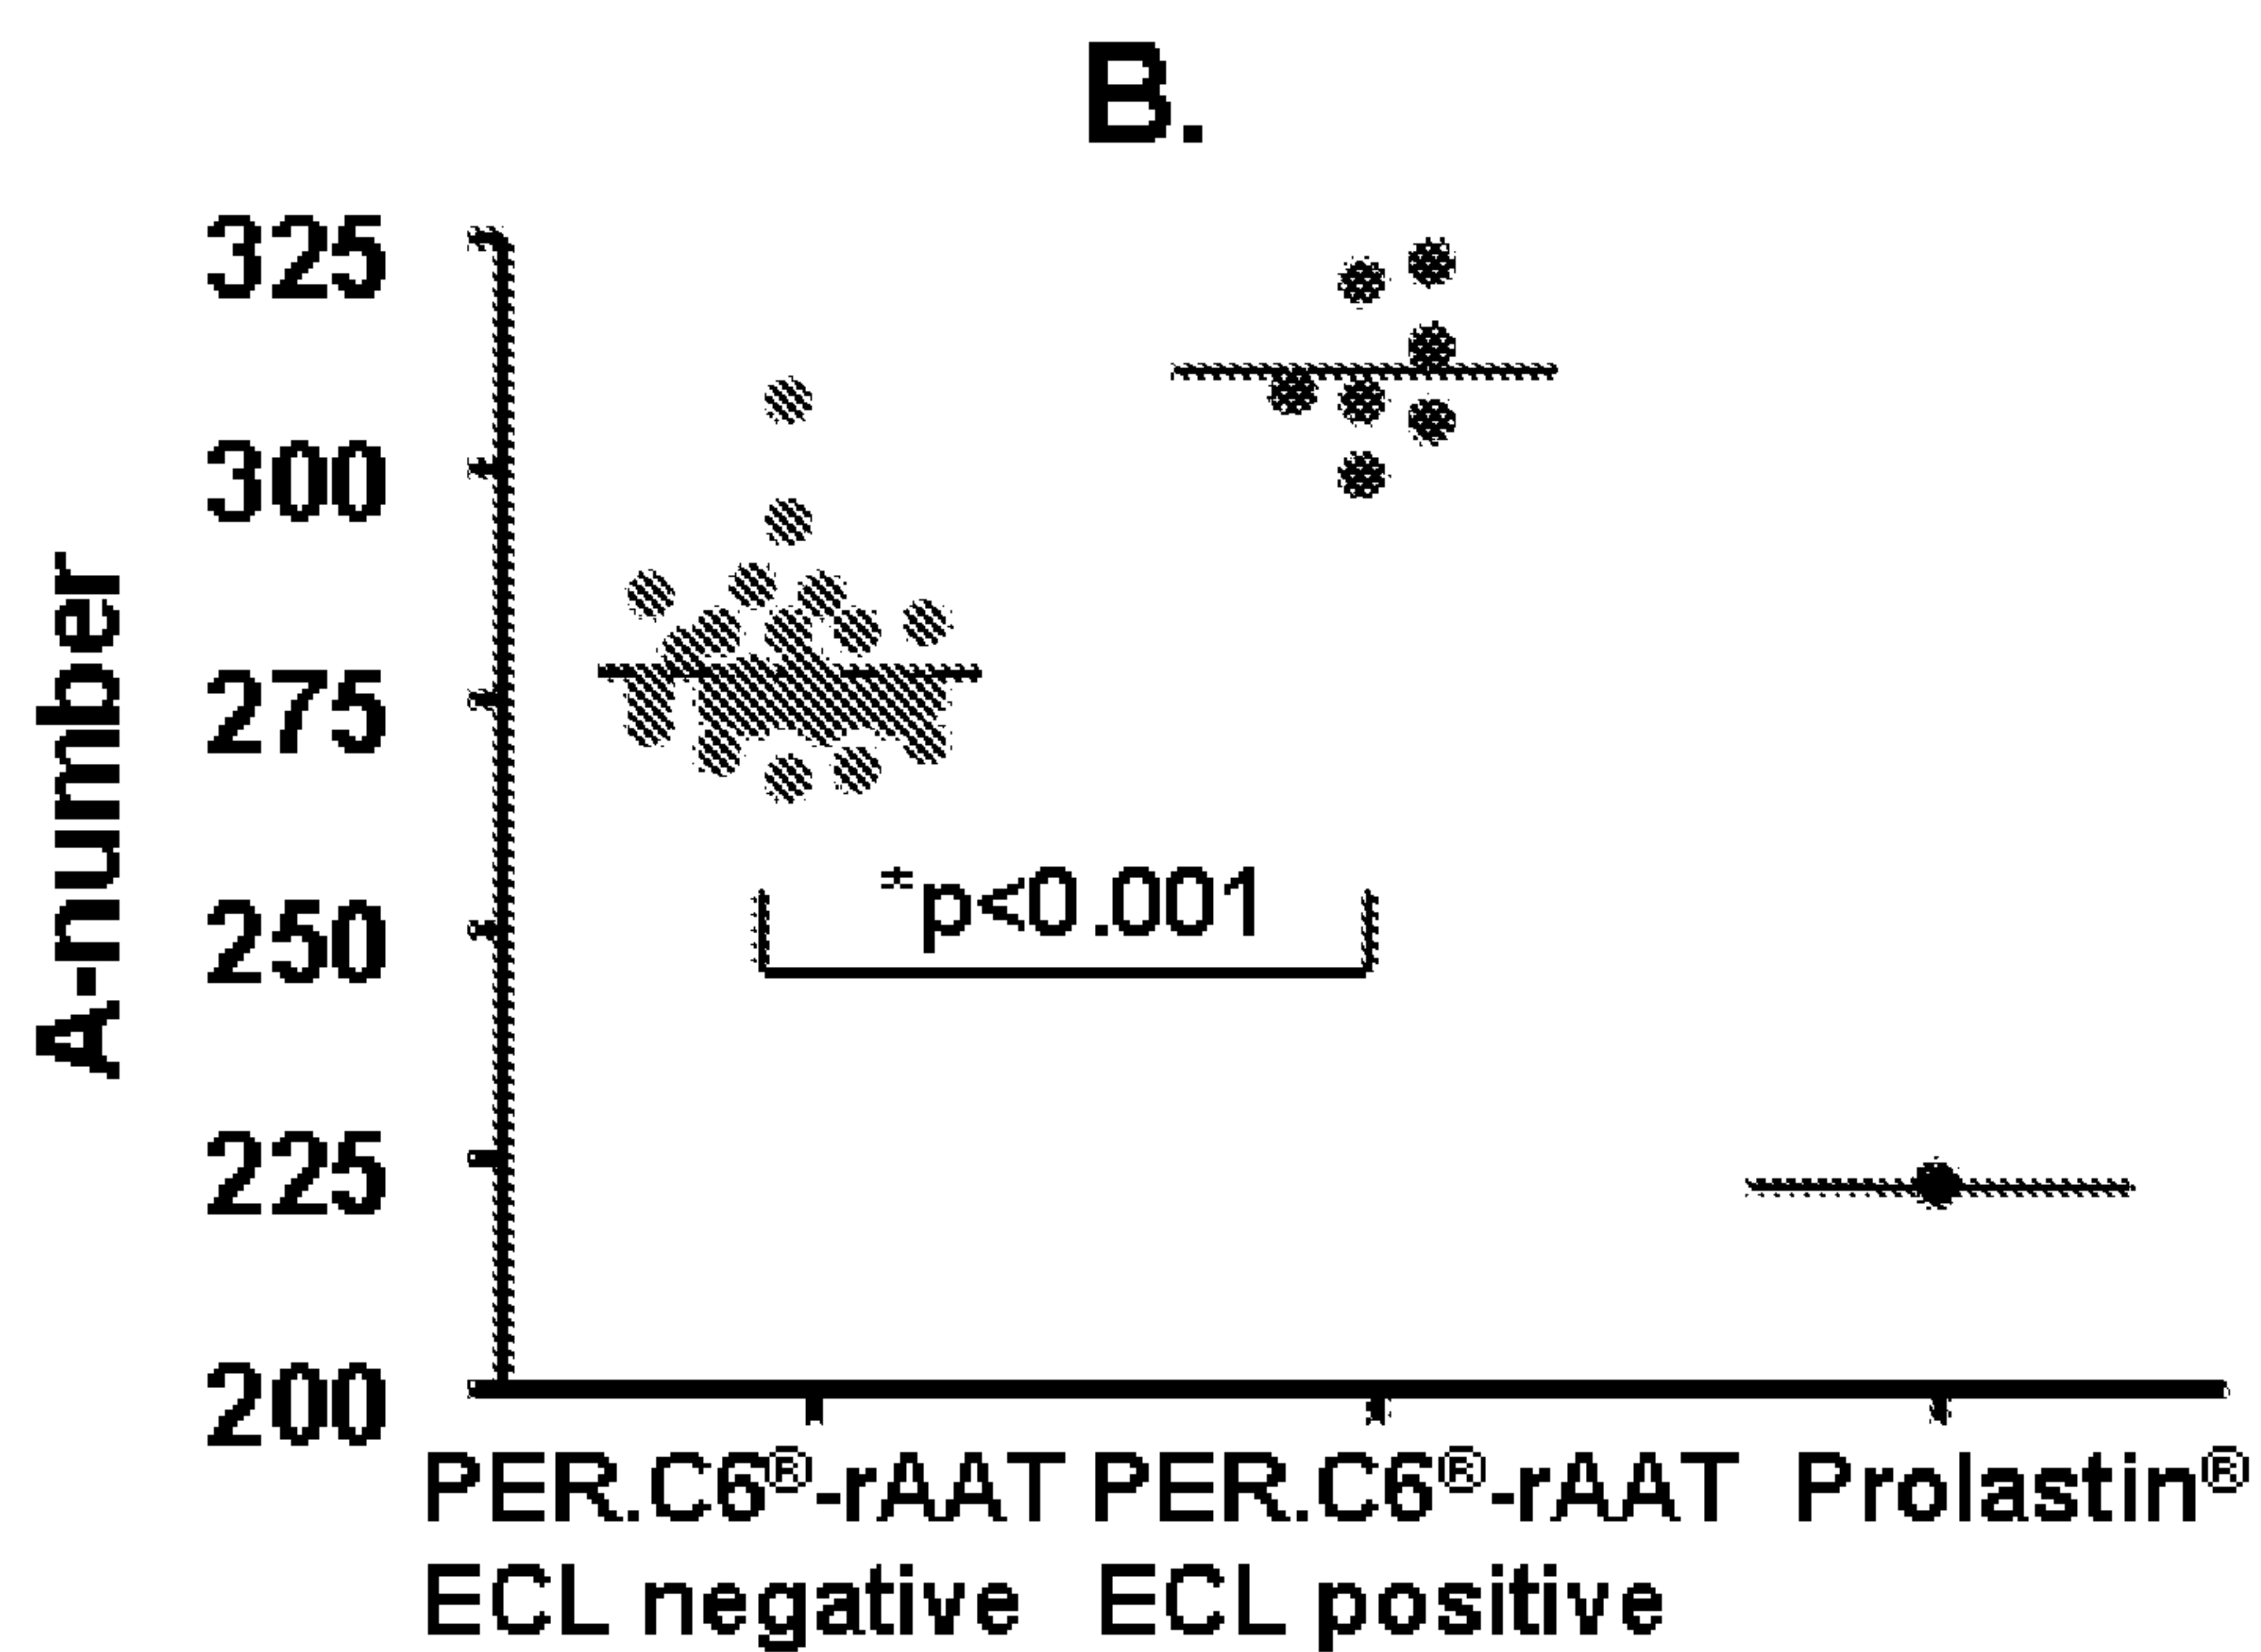 B.
325
300
275
250
225
200
A-number
*p<0.001
PER.C6®-rAAT PER.C6®-rAAT Prolastin®
ECL negative ECL positive